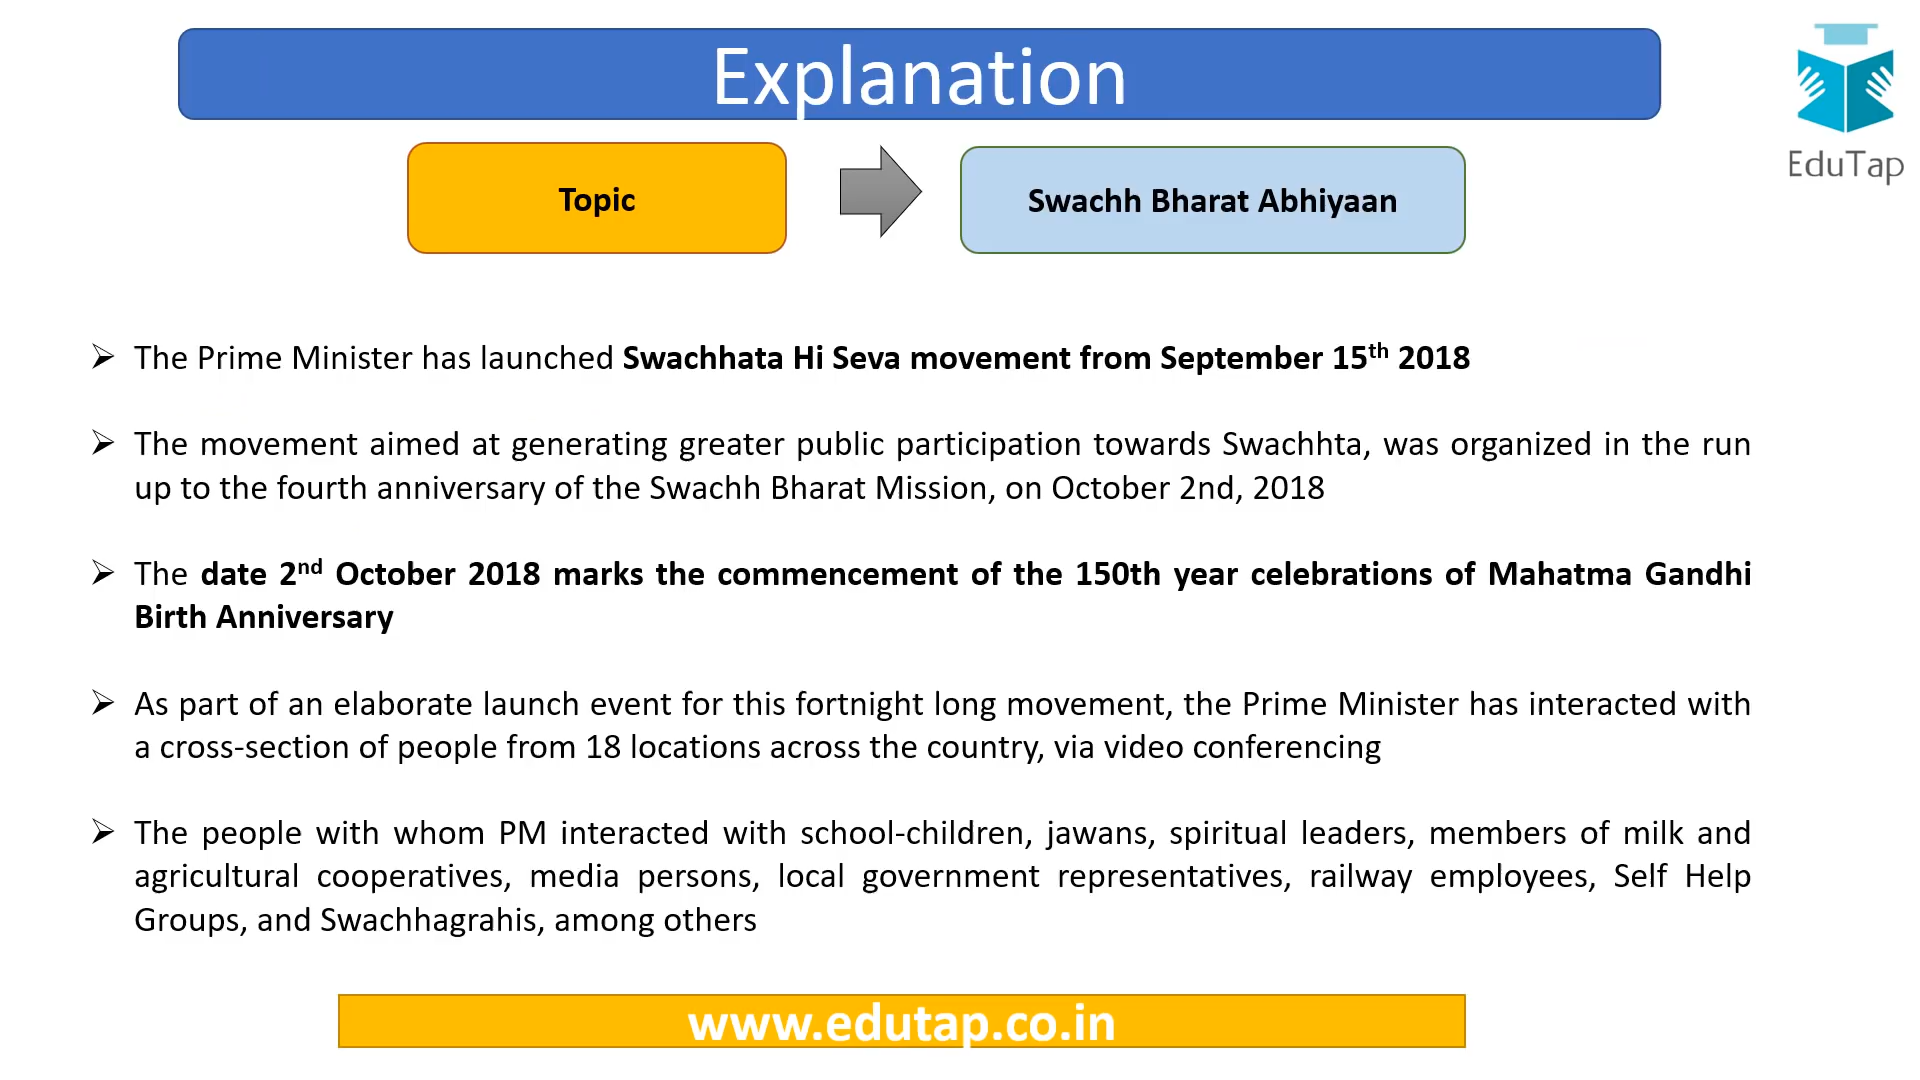 Explanation
EduTap
Topic
Swachh Bharat Abhiyaan
➢ The Prime Minister has launched Swachhata Hi Seva movement from September 15th 2018
➢ The movement aimed at generating greater public participation towards Swachhta, was organized in the run
up to the fourth anniversary of the Swachh Bharat Mission, on October 2nd, 2018
➢ The date 2nd October 2018 marks the commencement of the 150th year celebrations of Mahatma Gandhi
Birth Anniversary
➢ As part of an elaborate launch event for this fortnight long movement, the Prime Minister has interacted with
a cross-section of people from 18 locations across the country, via video conferencing
➢ The people with whom PM interacted with school-children, jawans, spiritual leaders, members of milk and
agricultural cooperatives, media persons, local government representatives, railway employees, Self Help
Groups, and Swachhagrahis, among others
www.edutap.co.in